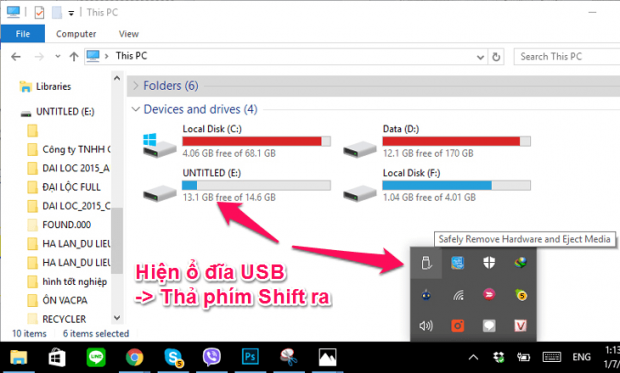 This PC
File
Computer
View
This PC
Search This PC
Libraries
UNTITLED (E:)
Công ty TNHH C
DAI LOC 2015_A
ĐẠI LỘC FULL
DAI LOC_2015_C
FOUND.000
HA LAN_DU LIEU
HA LAN_DU LIEU
hình tốt nghiệp
ÔN VACPA
RECYCLER
10 items
6 items selected
Folders (6)
Devices and drives (4)
Local Disk (C:)
4.06 GB free of 68.1 GB
Data (D:)
12.1 GB free of 170 GB
UNTITLED (E:)
13.1 GB free of 14.6 GB
Local Disk (F:)
1.04 GB free of 4.01 GB
Safely Remove Hardware and Eject Media
Hiện ổ đĩa USB
-> Thả phím Shift ra
LINE
Ps
ENG
1:13
1/7/